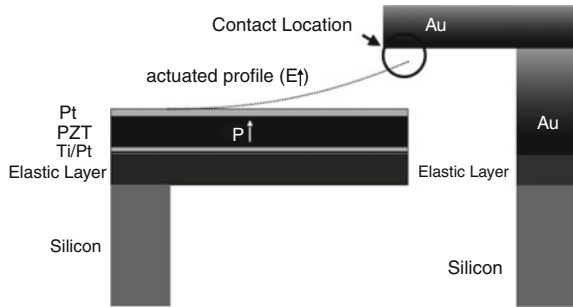 Contact Location
Au
actuated profile (E↑)
Pt
PZT
P↑
Au
Ti/Pt
Elastic Layer
Elastic Layer
Silicon
Silicon